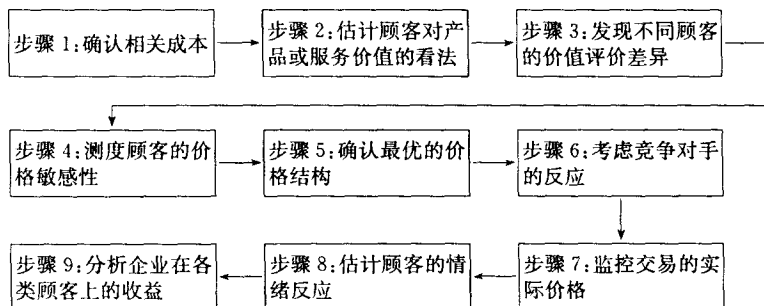 步骤 1:确认相关成本
步骤 2:估计顾客对产
品或服务价值的看法
步骤 3:发现不同顾客
的价值评价差异
步骤 4:测度顾客的价
格敏感性
步骤 5:确认最优的价
格结构
步骤 6:考虑竞争对手
的反应
步骤 7:监控交易的实
际价格
步骤 8:估计顾客的情
绪反应
步骤 9:分析企业在各
类顾客上的收益